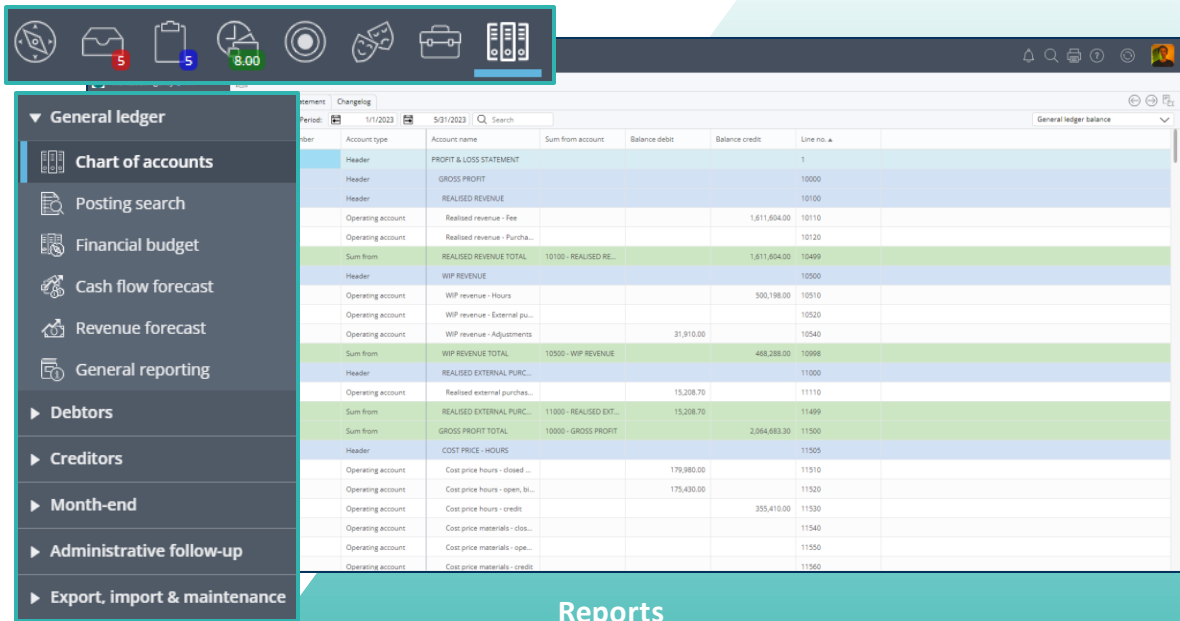 5
5
8.00
General ledger
Chart of accounts
Posting search
Financial budget
Cash flow forecast
Revenue forecast
General reporting
Debtors
Creditors
Month-end
Administrative follow-up
Export, import & maintenance
Changelog
Period: 1/1/2023 5/31/2023 Search General ledger balance
Account type Account name Sum from account Balance debit Balance credit Line no.
Header PROFIT & LOSS STATEMENT 1
Header GROSS PROFIT 10000
Header REALISED REVENUE 10100
Operating account Realised revenue - Fee 1,611,604.00 10110
Operating account Realised revenue - Purcha... 10120
Sum from REALISED REVENUE TOTAL 10100 - REALISED RE... 1,611,604.00 10499
Header WIP REVENUE 10500
Operating account WIP revenue - Hours 500,198.00 10510
Operating account WIP revenue - External pu... 10520
Operating account WIP revenue - Adjustments 31,910.00 10540
Sum from WIP REVENUE TOTAL 10500 - WIP REVENUE 468,288.00 10998
Header REALISED EXTERNAL PURC... 11000
Operating account Realised external purchas... 15,208.70 11110
Sum from REALISED EXTERNAL PURC... 11000 - REALISED EXT... 15,208.70 11499
Sum from GROSS PROFIT TOTAL 10000 - GROSS PROFIT 2,064,683.30 11500
Header COST PRICE - HOURS 11505
Operating account Cost price hours - closed ... 179,980.00 11510
Operating account Cost price hours - open, bi... 175,430.00 11520
Operating account Cost price hours - credit 355,410.00 11530
Operating account Cost price materials - clos... 11540
Operating account Cost price materials - ope... 11550
Operating account Cost price materials - credit 11560
Reports